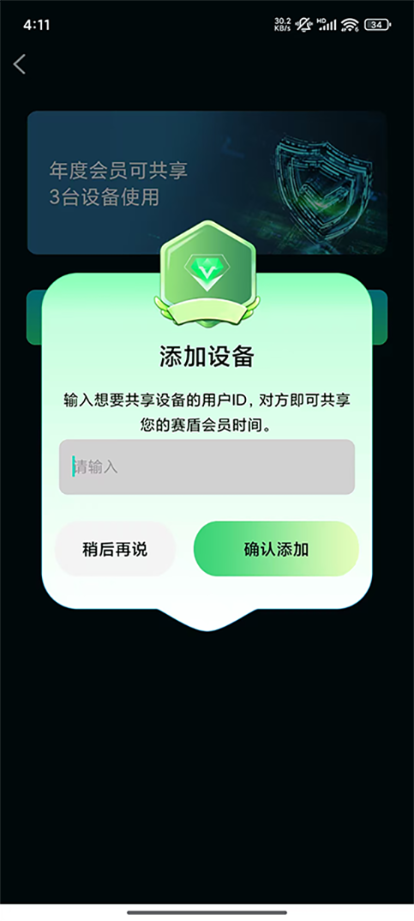 4:11
30.2
KB/s
HD
6
34
年度会员可共享
3台设备使用
添加设备
输入想要共享设备的用户ID，对方即可共享
您的赛盾会员时间。
请输入
稍后再说
确认添加